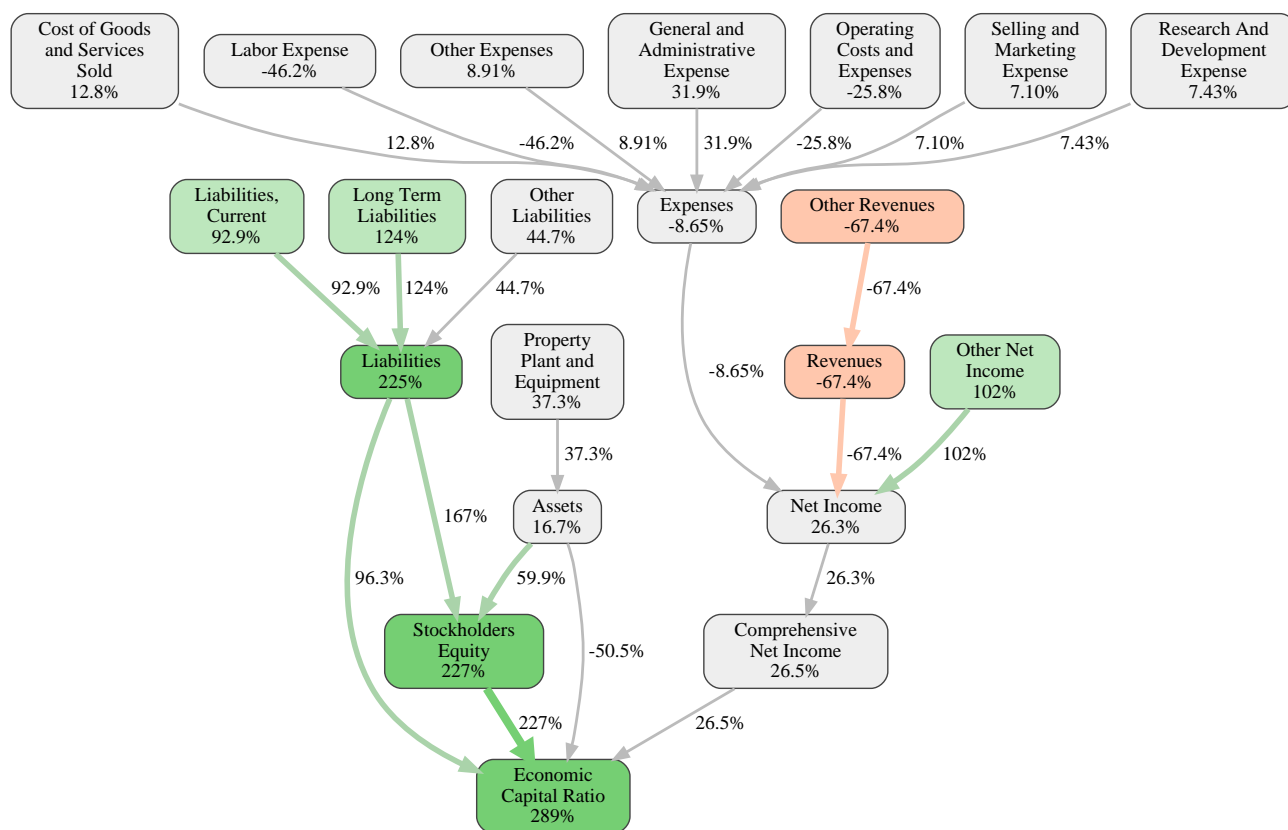 Cost of Goods
and Services
Sold
12.8%
Labor Expense
-46.2%
Other Expenses
8.91%
General and
Administrative
Expense
31.9%
Operating
Costs and
Expenses
-25.8%
Selling and
Marketing
Expense
7.10%
Research And
Development
Expense
7.43%
12.8%
-46.2%
8.91%
31.9%
-25.8%
7.10%
7.43%
Liabilities,
Current
92.9%
Long Term
Liabilities
124%
Other
Liabilities
44.7%
Expenses
-8.65%
Other Revenues
-67.4%
92.9%
124%
44.7%
-67.4%
Liabilities
225%
Property
Plant and
Equipment
37.3%
-8.65%
Revenues
-67.4%
Other Net
Income
102%
37.3%
-67.4%
102%
167%
Assets
16.7%
Net Income
26.3%
96.3%
59.9%
26.3%
Stockholders
Equity
227%
-50.5%
Comprehensive
Net Income
26.5%
227%
26.5%
Economic
Capital Ratio
289%